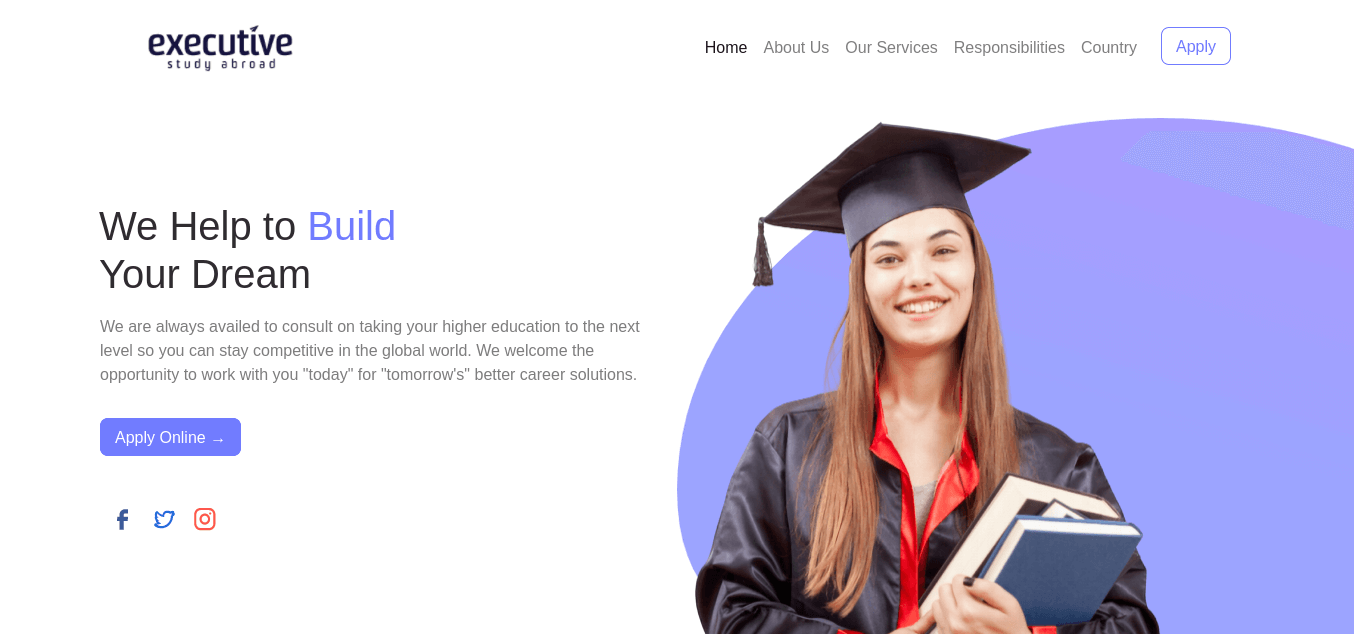 executive
study abroad
Home About Us Our Services Responsibilities Country Apply
We Help to Build
Your Dream
We are always availed to consult on taking your higher education to the next
level so you can stay competitive in the global world. We welcome the
opportunity to work with you "today" for "tomorrow's" better career solutions.
Apply Online →